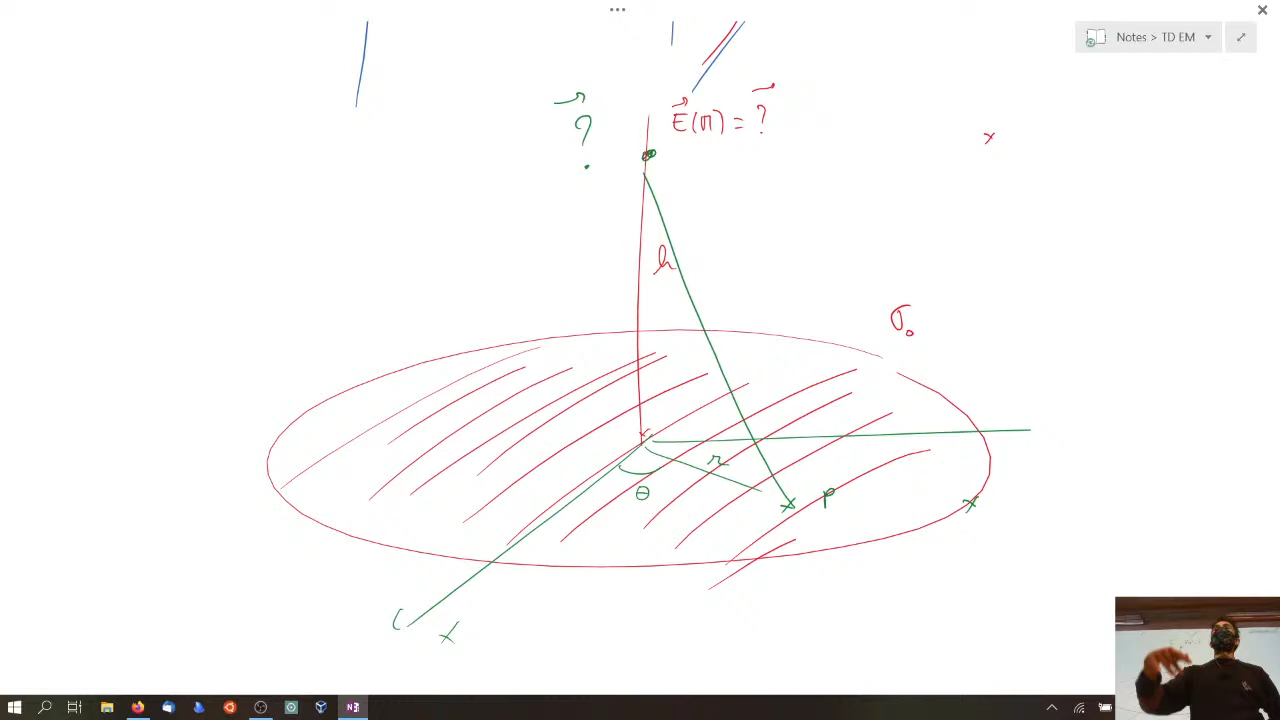 Notes > TD EM
?
E(M) = ?
x
h
σ₀
r
θ
P
x
x
x